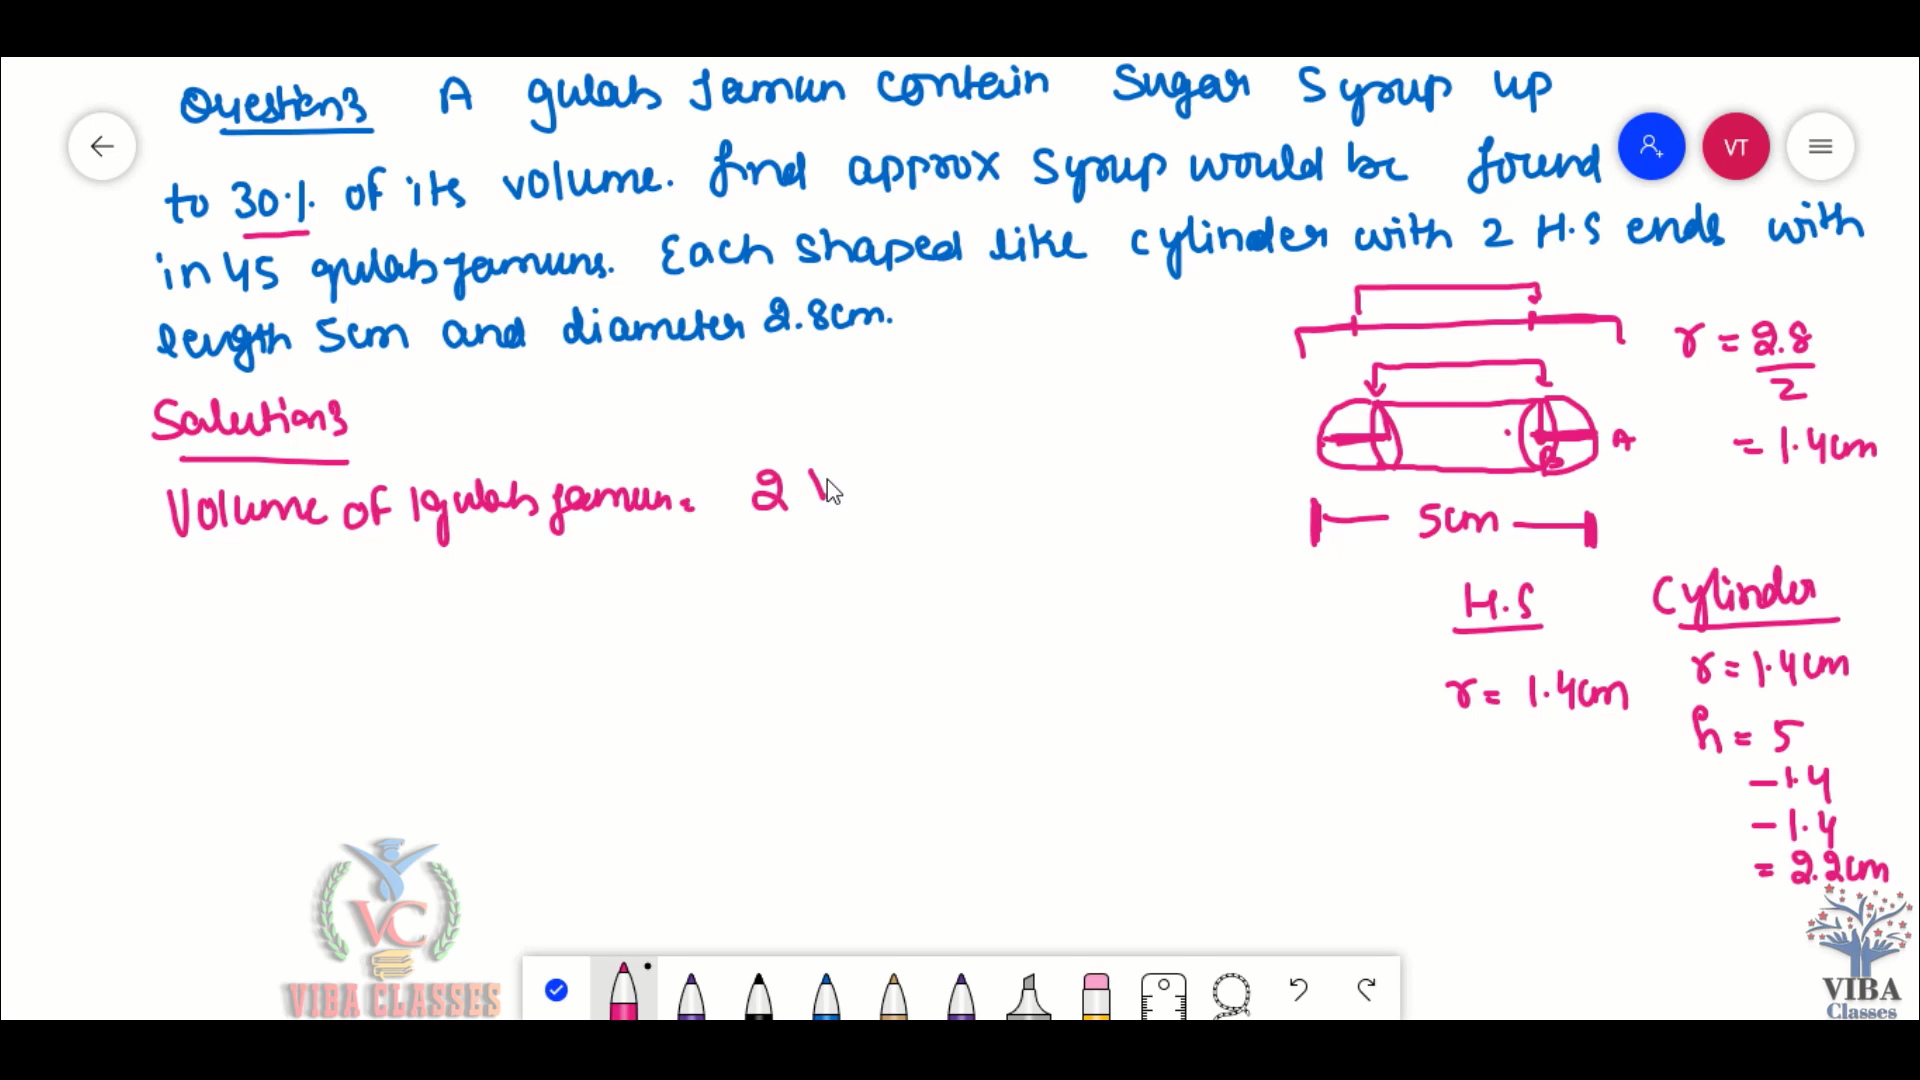 Question:
A gulab Jamun contain Sugar Syrup up
to 30% of its volume. find approx Syrup would be found
in 45 gulab jamuns. Each shaped like cylinder with 2 H.S ends with
length 5cm and diameter 2.8cm.
Solution:
Volume of 1 gulab jamun = 2 V
r = 2.8
2
= 1.4cm
A
B
5cm
H.S
r = 1.4cm
Cylinder
r = 1.4cm
h = 5
- 1.4
- 1.4
= 2.2cm
VT
VC
VIBA CLASSES
VIBA
Classes